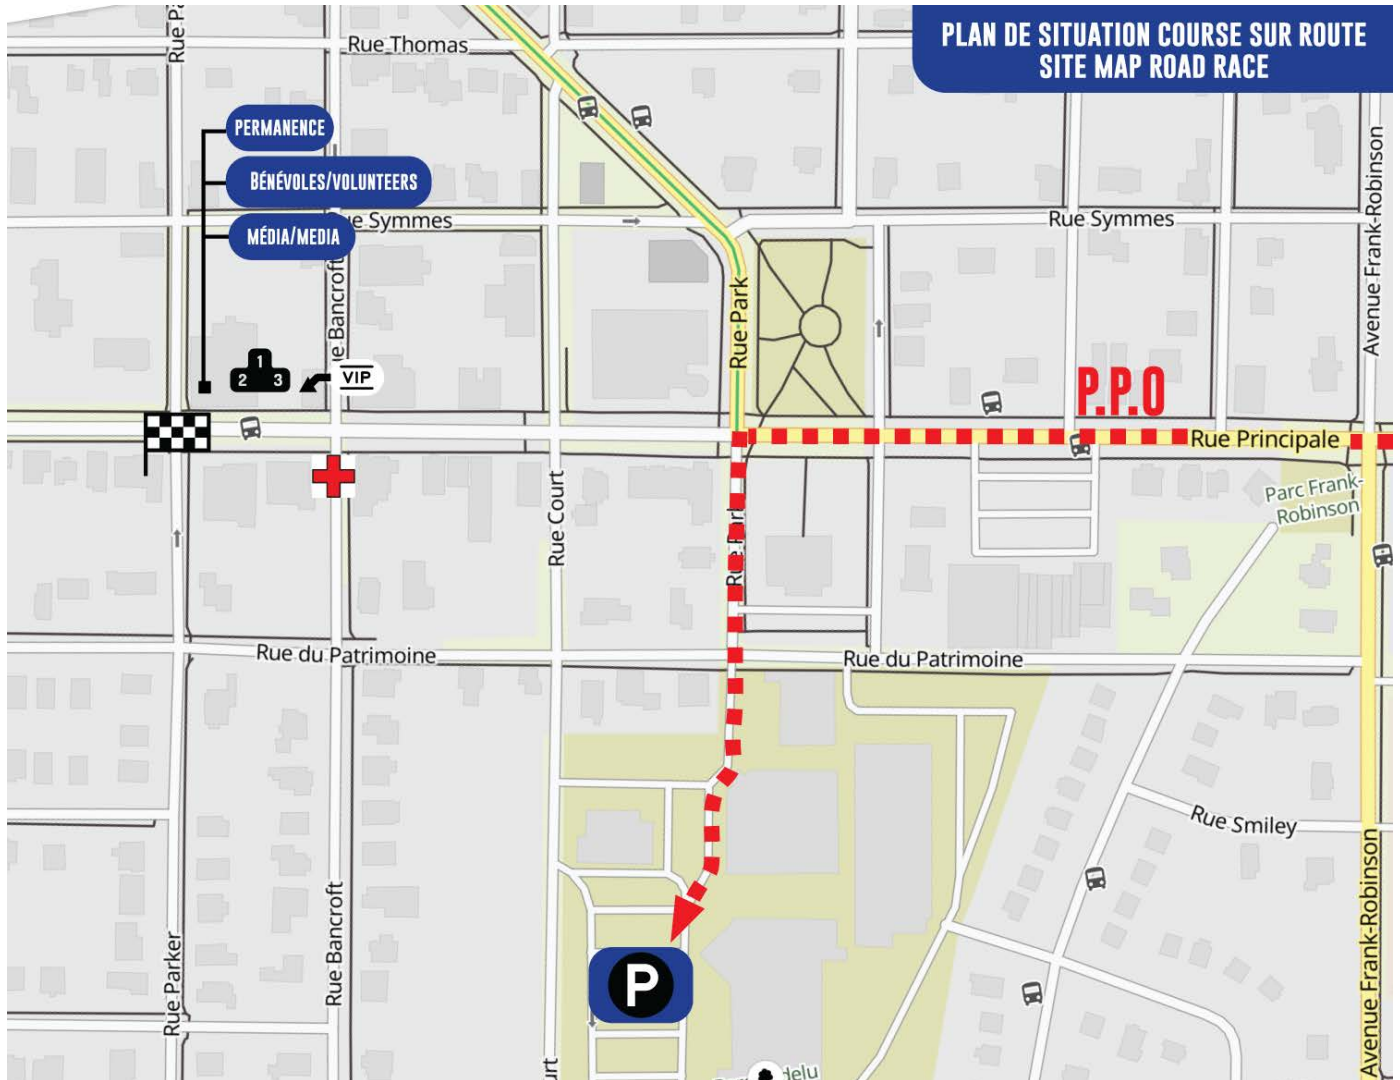 PLAN DE SITUATION COURSE SUR ROUTE
SITE MAP ROAD RACE
Rue Thomas
PERMANENCE
BÉNÉVOLES/VOLUNTEERS
MÉDIA/MEDIA
Rue Symmes
Avenue Frank-Robinson
Rue Park
1
2 3
VIP
P.P.O
Rue Principale
Parc Frank-
Robinson
Rue Court
Rue du Patrimoine
Rue du Patrimoine
Rue Smiley
Rue Parker
Rue Bancroft
Avenue Frank-Robinson
P